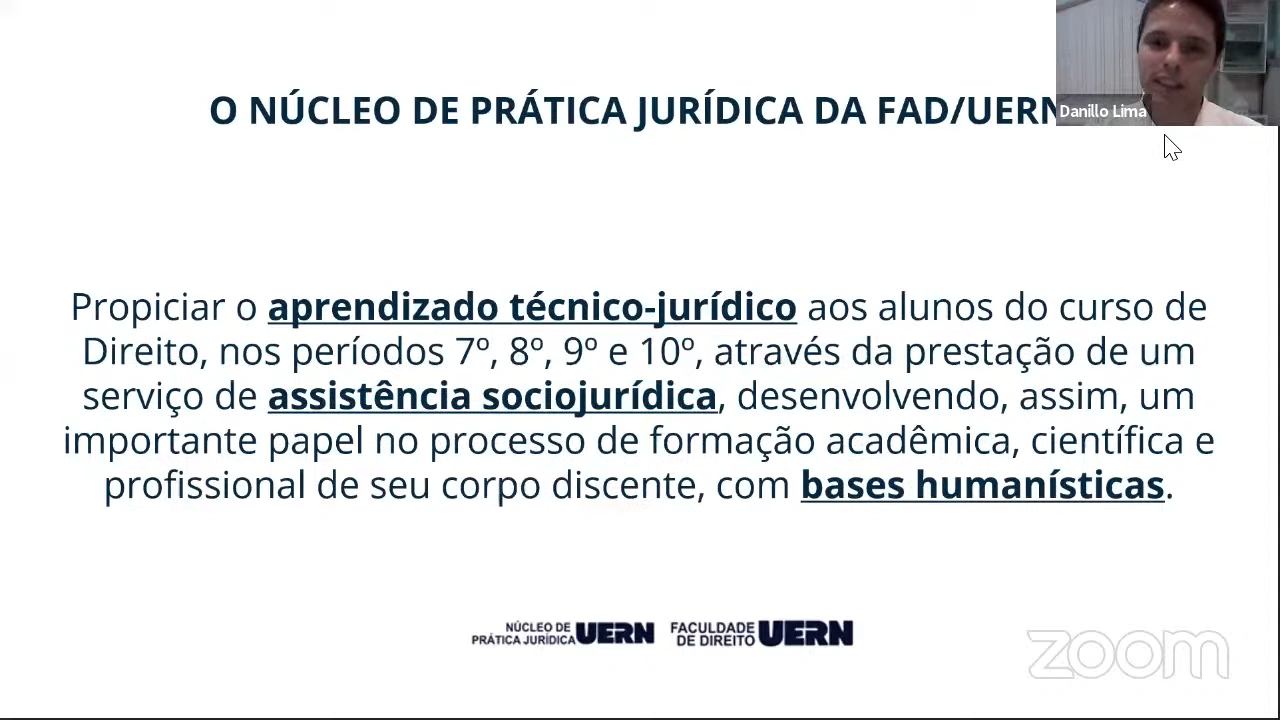 O NÚCLEO DE PRÁTICA JURÍDICA DA FAD/UERN
Danillo Lima
Propiciar o aprendizado técnico-jurídico aos alunos do curso de
Direito, nos períodos 7º, 8º, 9º e 10º, através da prestação de um
serviço de assistência sociojurídica, desenvolvendo, assim, um
importante papel no processo de formação acadêmica, científica e
profissional de seu corpo discente, com bases humanísticas.
NÚCLEO DE
PRÁTICA JURÍDICA UERN
FACULDADE
DE DIREITO UERN
zoom